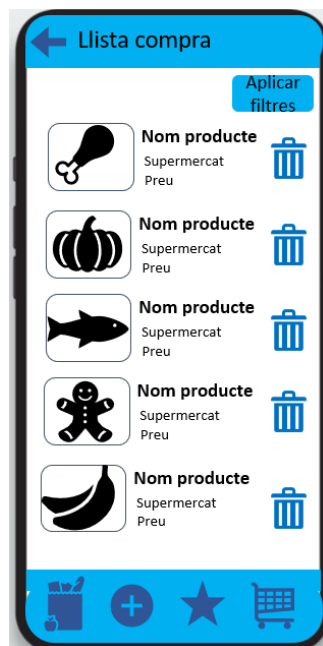 Llista compra
Aplicar
filtres
Nom producte
Supermercat
Preu
Nom producte
Supermercat
Preu
Nom producte
Supermercat
Preu
Nom producte
Supermercat
Preu
Nom producte
Supermercat
Preu